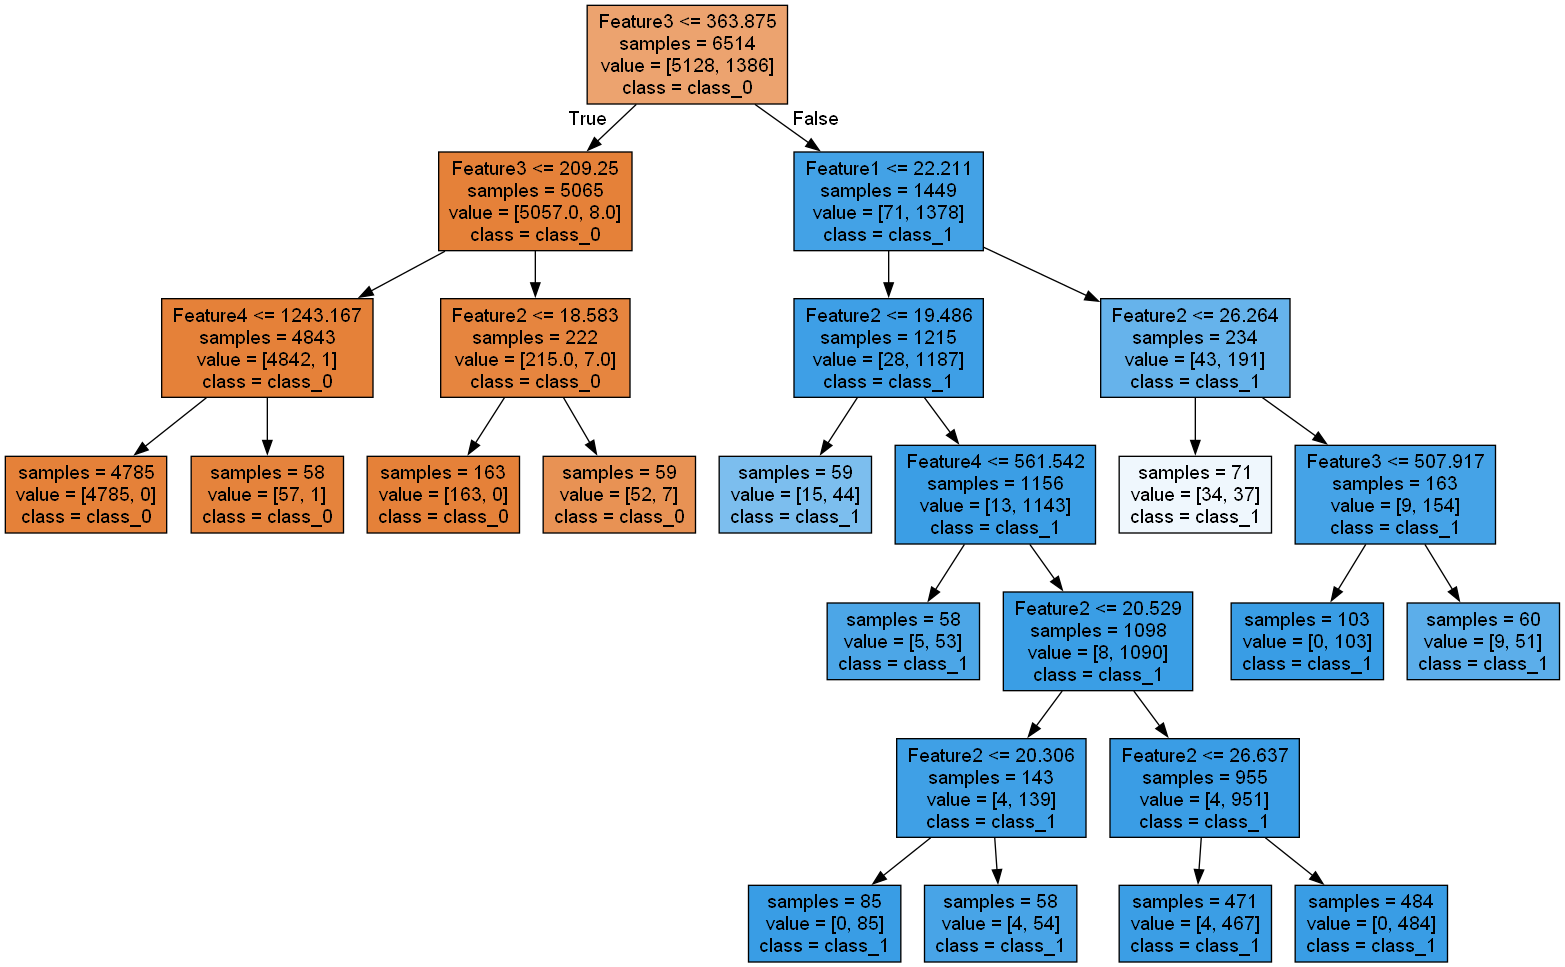 Feature3 <= 363.875
samples = 6514
value = [5128, 1386]
class = class_0
True
False
Feature3 <= 209.25
samples = 5065
value = [5057.0, 8.0]
class = class_0
Feature1 <= 22.211
samples = 1449
value = [71, 1378]
class = class_1
Feature4 <= 1243.167
samples = 4843
value = [4842, 1]
class = class_0
Feature2 <= 18.583
samples = 222
value = [215.0, 7.0]
class = class_0
Feature2 <= 19.486
samples = 1215
value = [28, 1187]
class = class_1
Feature2 <= 26.264
samples = 234
value = [43, 191]
class = class_1
samples = 4785
value = [4785, 0]
class = class_0
samples = 58
value = [57, 1]
class = class_0
samples = 163
value = [163, 0]
class = class_0
samples = 59
value = [52, 7]
class = class_0
samples = 59
value = [15, 44]
class = class_1
Feature4 <= 561.542
samples = 1156
value = [13, 1143]
class = class_1
samples = 71
value = [34, 37]
class = class_1
Feature3 <= 507.917
samples = 163
value = [9, 154]
class = class_1
samples = 58
value = [5, 53]
class = class_1
Feature2 <= 20.529
samples = 1098
value = [8, 1090]
class = class_1
samples = 103
value = [0, 103]
class = class_1
samples = 60
value = [9, 51]
class = class_1
Feature2 <= 20.306
samples = 143
value = [4, 139]
class = class_1
Feature2 <= 26.637
samples = 955
value = [4, 951]
class = class_1
samples = 85
value = [0, 85]
class = class_1
samples = 58
value = [4, 54]
class = class_1
samples = 471
value = [4, 467]
class = class_1
samples = 484
value = [0, 484]
class = class_1